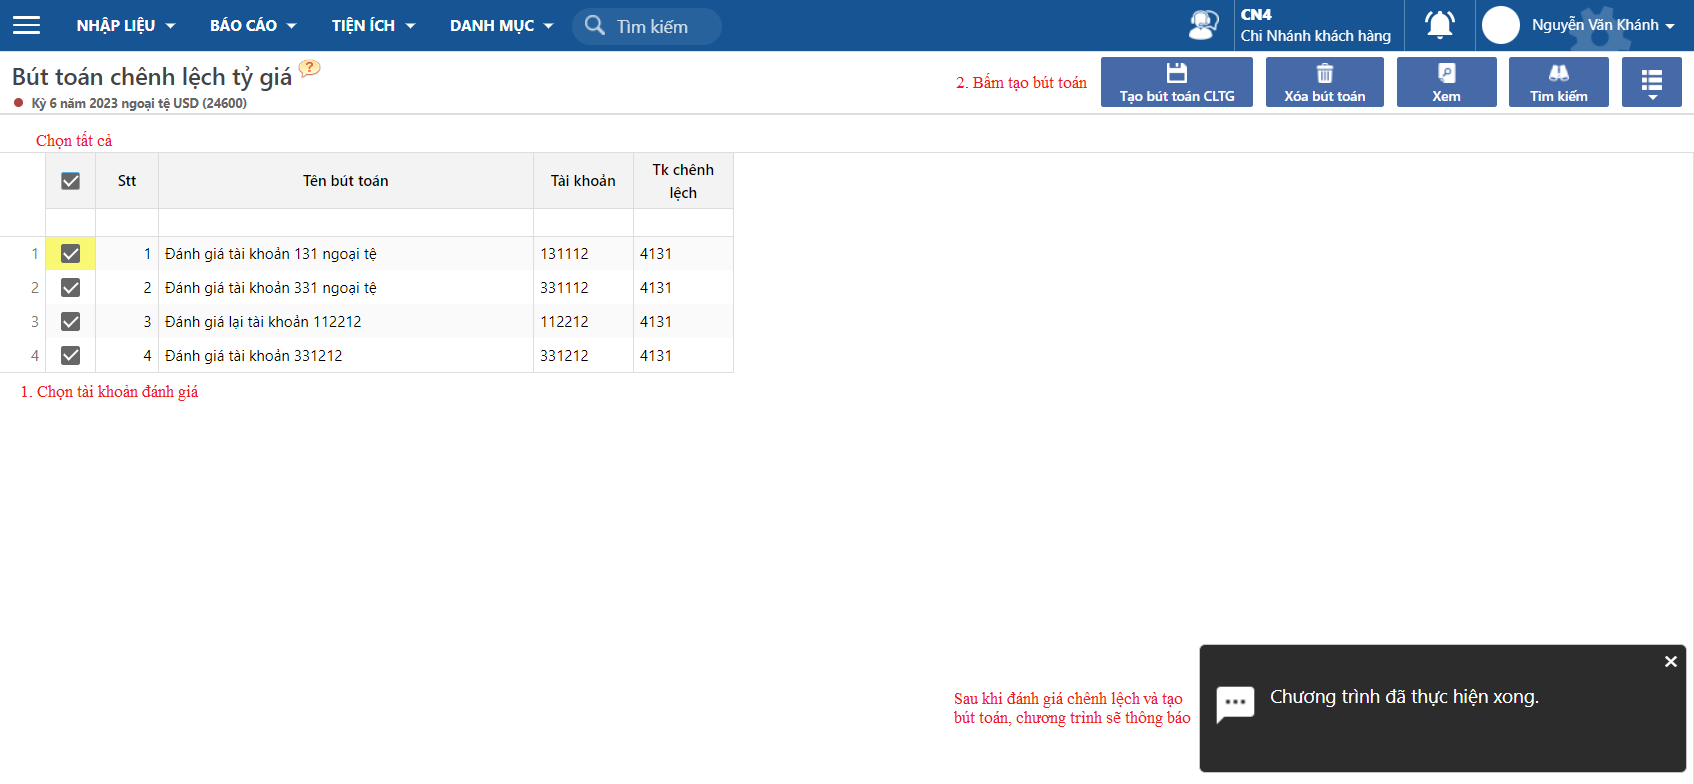 NHẬP LIỆU BÁO CÁO TIỆN ÍCH DANH MỤC Tìm kiếm
CN4
Chi Nhánh khách hàng
Nguyễn Văn Khánh
Bút toán chênh lệch tỷ giá ?
Kỳ 6 năm 2023 ngoại tệ USD (24600)
2. Bấm tạo bút toán
Tạo bút toán CLTG Xóa bút toán Xem Tìm kiếm
Chọn tất cả
Stt Tên bút toán Tài khoản Tk chênh
lệch
1 1 Đánh giá tài khoản 131 ngoại tệ 131112 4131
2 2 Đánh giá tài khoản 331 ngoại tệ 331112 4131
3 3 Đánh giá lại tài khoản 112212 112212 4131
4 4 Đánh giá tài khoản 331212 331212 4131
1. Chọn tài khoản đánh giá
Sau khi đánh giá chênh lệch và tạo
bút toán, chương trình sẽ thông báo
Chương trình đã thực hiện xong.